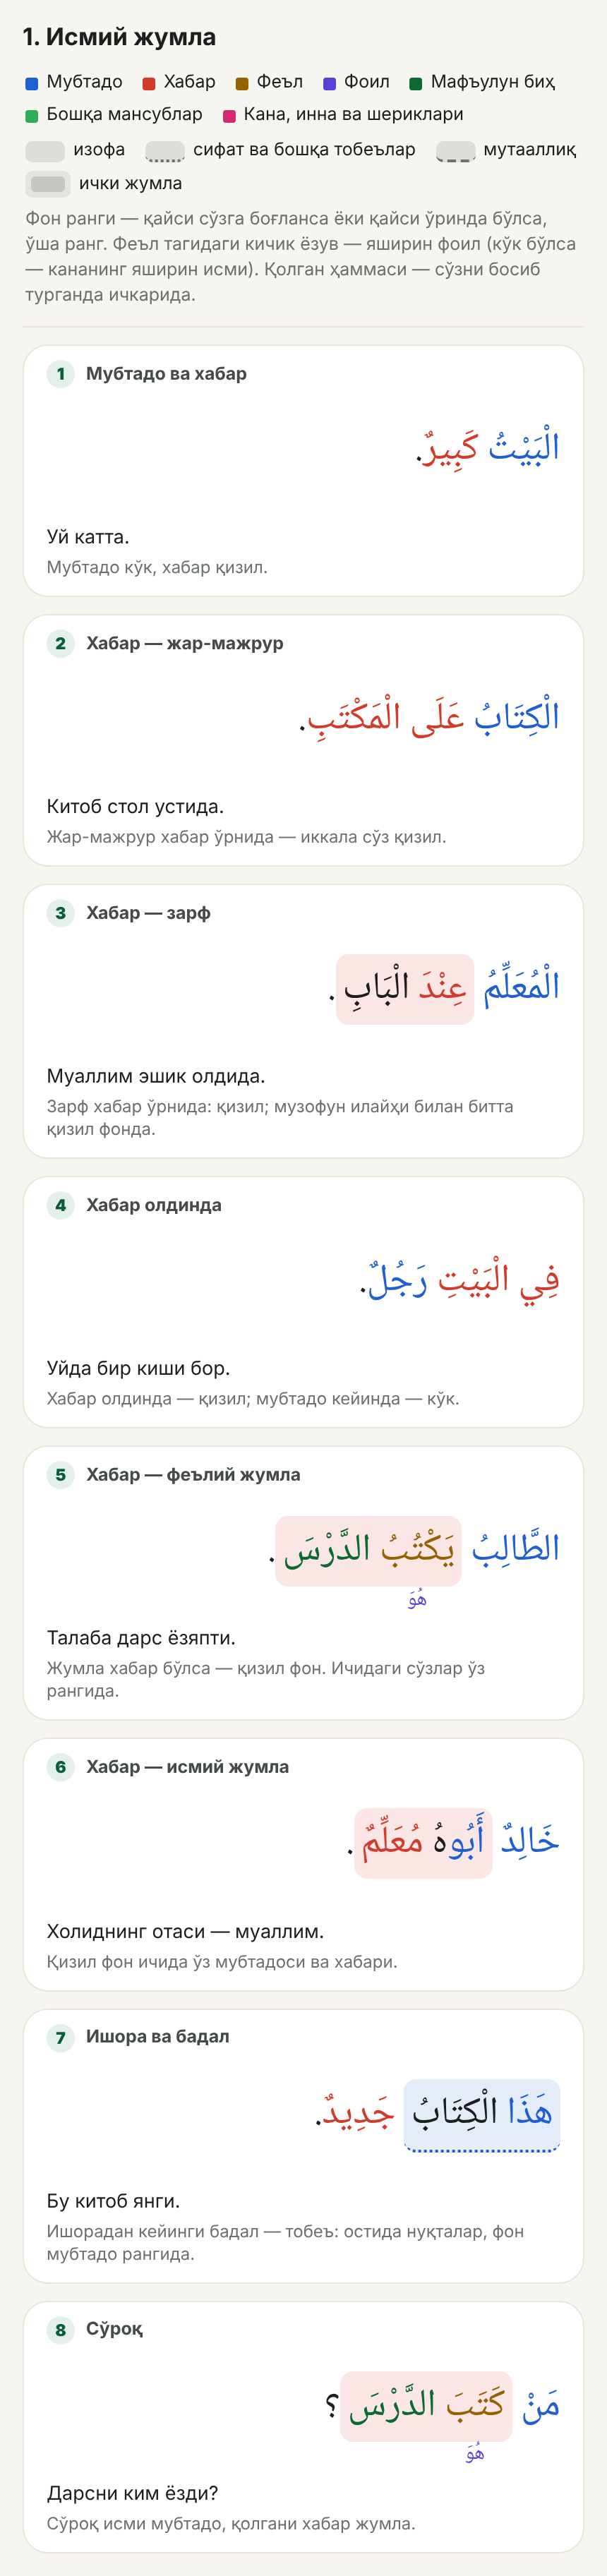 1. Исмий жумла
Мубтадо Хабар Феъл Фоил Мафъулун биҳ
Бошқа мансублар Кана, инна ва шериклари
изофа сифат ва бошқа тобеълар мутааллиқ
ички жумла
Фон ранги — қайси сўзга боғланса ёки қайси ўринда бўлса,
ўша ранг. Феъл тагидаги кичик ёзув — яширин фоил (кўк бўлса
— кананинг яширин исми). Қолган ҳаммаси — сўзни босиб
турганда ичкарида.
1 Мубтадо ва хабар
الْبَيْتُ كَبِيرٌ.
Уй катта.
Мубтадо кўк, хабар қизил.
2 Хабар — жар-мажрур
الْكِتَابُ عَلَى الْمَكْتَبِ.
Китоб стол устида.
Жар-мажрур хабар ўрнида — иккала сўз қизил.
3 Хабар — зарф
الْمُعَلِّمُ عِنْدَ الْبَابِ.
Муаллим эшик олдида.
Зарф хабар ўрнида: қизил; музофун илайҳи билан битта
қизил фонда.
4 Хабар олдинда
فِي الْبَيْتِ رَجُلٌ.
Уйда бир киши бор.
Хабар олдинда — қизил; мубтадо кейинда — кўк.
5 Хабар — феълий жумла
الطَّالِبُ يَكْتُبُ الدَّرْسَ.
هُوَ
Талаба дарс ёзяпти.
Жумла хабар бўлса — қизил фон. Ичидаги сўзлар ўз
рангида.
6 Хабар — исмий жумла
خَالِدٌ أَبُوهُ مُعَلِّمٌ.
Холиднинг отаси — муаллим.
Қизил фон ичида ўз мубтадоси ва хабари.
7 Ишора ва бадал
هَذَا الْكِتَابُ جَدِيدٌ.
Бу китоб янги.
Ишорадан кейинги бадал — тобеъ: остида нуқталар, фон
мубтадо рангида.
8 Сўроқ
مَنْ كَتَبَ الدَّرْسَ؟
هُوَ
Дарсни ким ёзди?
Сўроқ исми мубтадо, қолгани хабар жумла.